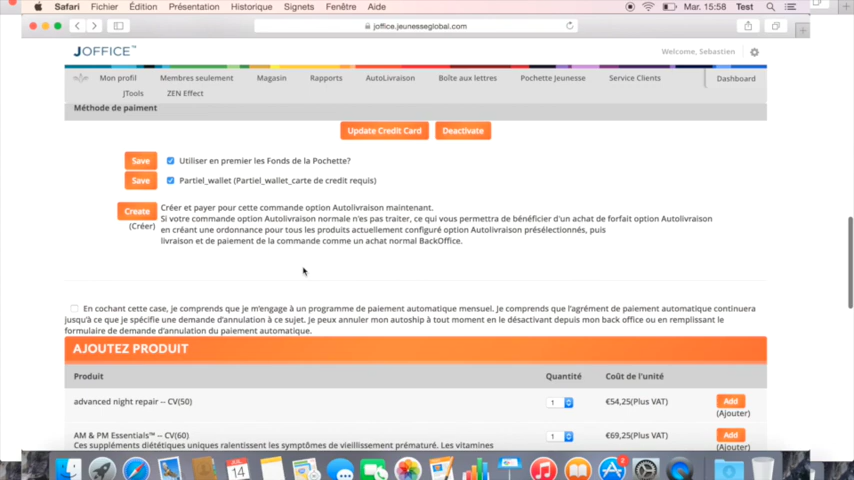 Safari Fichier Édition Présentation Historique Signets Fenêtre Aide Mar. 15:58 Test
joffice.jeunesseglobal.com
JOFFICE™ Welcome, Sebastien
Mon profil Membres seulement Magasin Rapports AutoLivraison Boîte aux lettres Pochette Jeunesse Service Clients Dashboard
JTools ZEN Effect
Méthode de paiment
Update Credit Card Deactivate
Save Utiliser en premier les Fonds de la Pochette?
Save Partiel_wallet (Partiel_wallet_carte de credit requis)
Create Créer et payer pour cette commande option Autolivraison maintenant.
(Créer) Si votre commande option Autolivraison normale n'es pas traiter, ce qui vous permettra de bénéficier d'un achat de forfait option Autolivraison
en créant une ordonnance pour tous les produits actuellement configuré option Autolivraison présélectionnés, puis
livraison et de paiement de la commande comme un achat normal BackOffice.
En cochant cette case, je comprends que je m'engage à un programme de paiement automatique mensuel. Je comprends que l'agrément de paiement automatique continuera
jusqu'à ce que je spécifie une demande d'annulation à ce sujet. Je peux annuler mon autoship à tout moment en le désactivant depuis mon back office ou en remplissant le
formulaire de demande d'annulation du paiement automatique.
AJOUTEZ PRODUIT
Produit Quantité Coût de l'unité
advanced night repair -- CV(50) 1 €54,25(Plus VAT) Add
(Ajouter)
AM & PM Essentials™ -- CV(60) 1 €69,25(Plus VAT) Add
Ces suppléments diététiques uniques ralentissent les symptômes de vieillissement prématuré. Les vitamines (Ajouter)
JUIL.
14
2